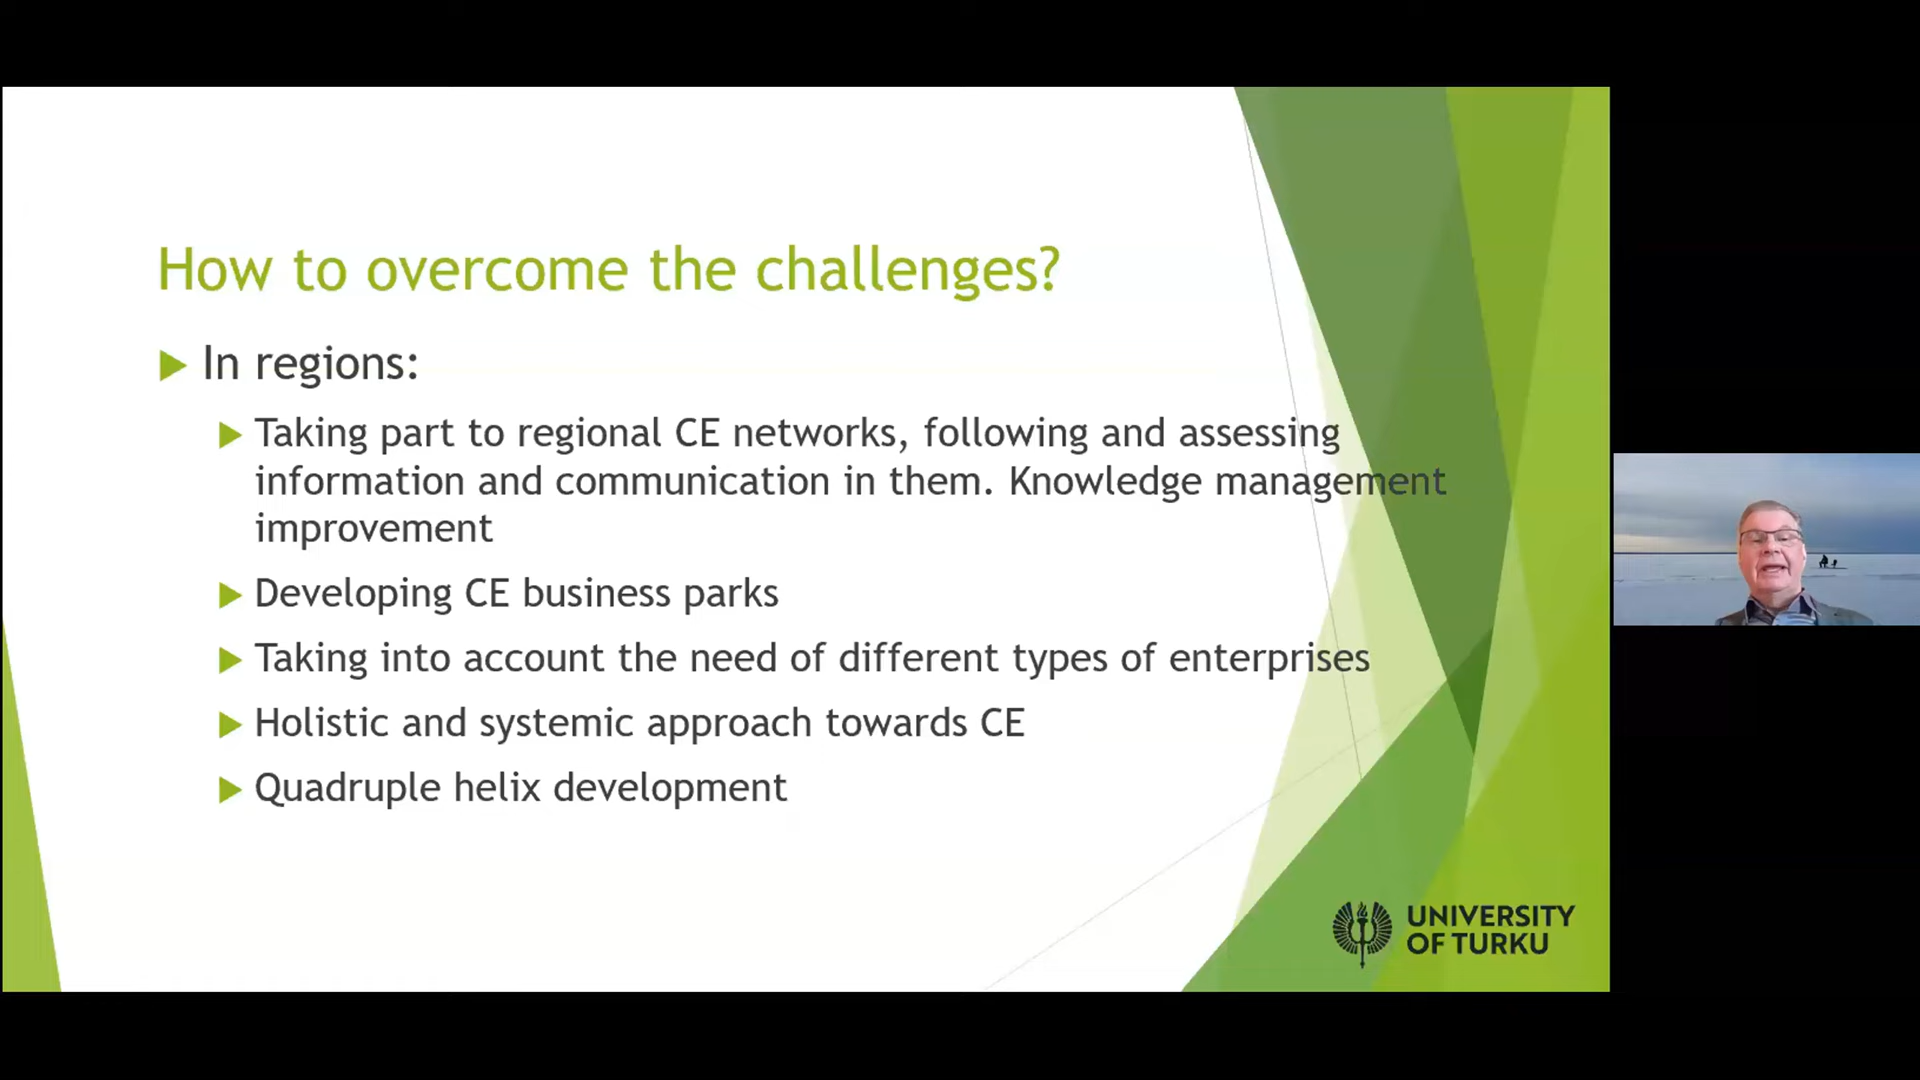 How to overcome the challenges?
In regions:
Taking part to regional CE networks, following and assessing
information and communication in them. Knowledge management
improvement
Developing CE business parks
Taking into account the need of different types of enterprises
Holistic and systemic approach towards CE
Quadruple helix development
UNIVERSITY
OF TURKU